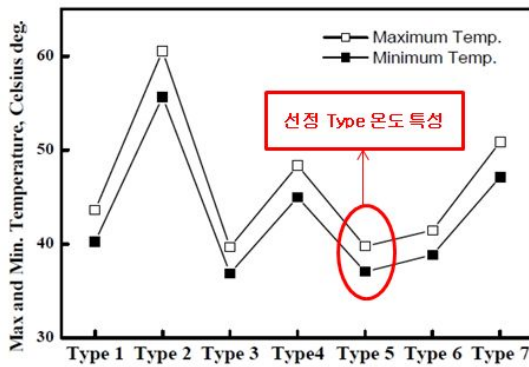 Max and Min. Temperature, Celsius deg.
60
50
40
30
Maximum Temp.
Minimum Temp.
선정 Type 온도 특성
Type 1 Type 2 Type 3 Type4 Type 5 Type 6 Type 7